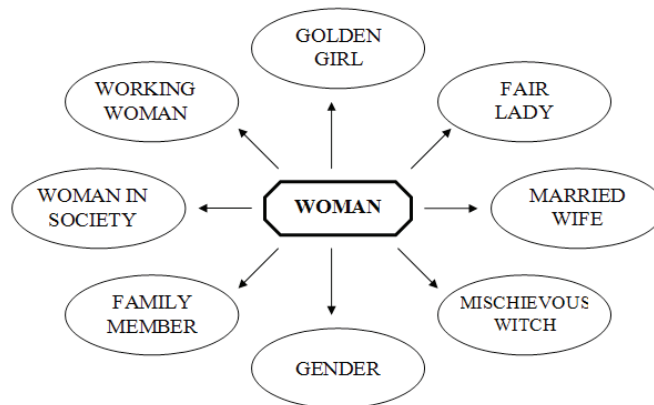 GOLDEN
GIRL
WORKING
WOMAN
FAIR
LADY
WOMAN IN
SOCIETY
WOMAN
MARRIED
WIFE
FAMILY
MEMBER
MISCHIEVOUS
WITCH
GENDER